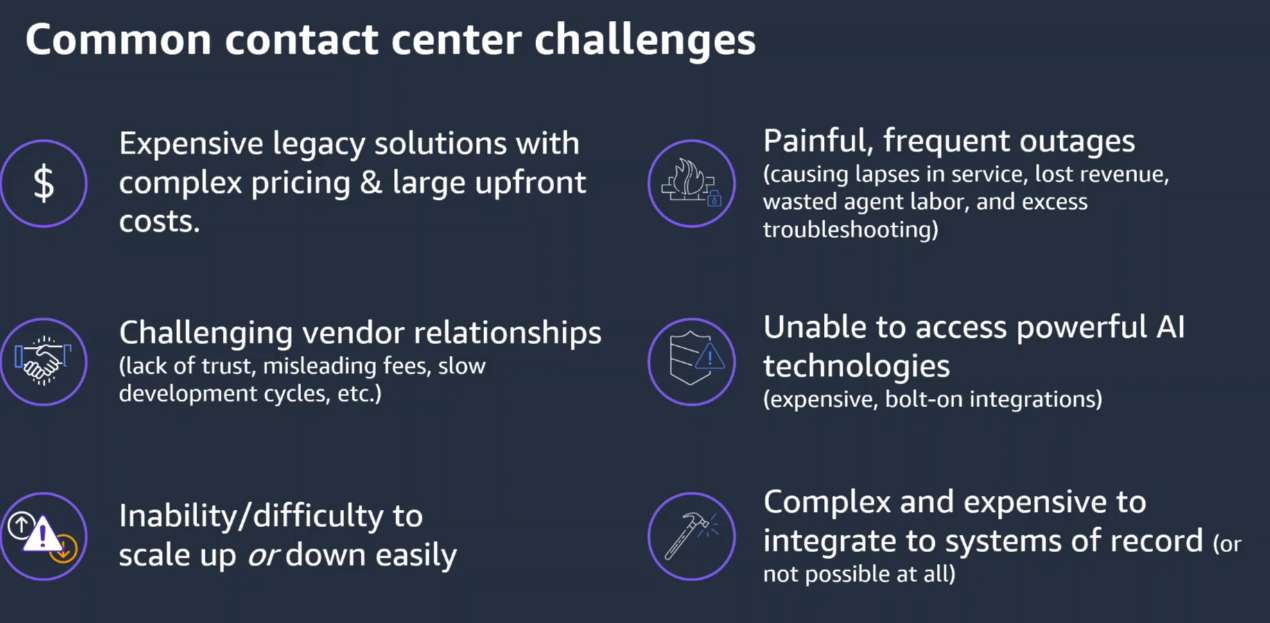 Common contact center challenges
$
Expensive legacy solutions with
complex pricing & large upfront
costs.
Challenging vendor relationships
(lack of trust, misleading fees, slow
development cycles, etc.)
Inability/difficulty to
scale up or down easily
Painful, frequent outages
(causing lapses in service, lost revenue,
wasted agent labor, and excess
troubleshooting)
Unable to access powerful AI
technologies
(expensive, bolt-on integrations)
Complex and expensive to
integrate to systems of record (or
not possible at all)